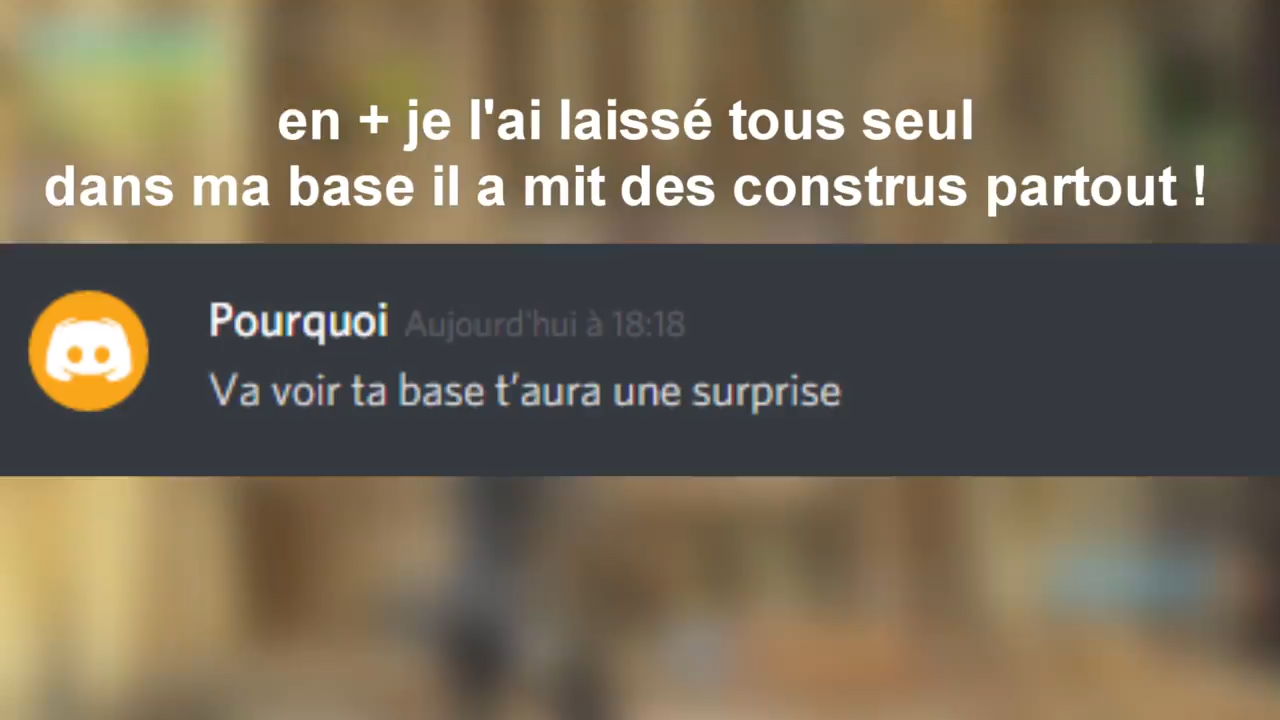 en + je l'ai laissé tous seul
dans ma base il a mit des construs partout !
Pourquoi Aujourd'hui à 18:18
Va voir ta base t'aura une surprise